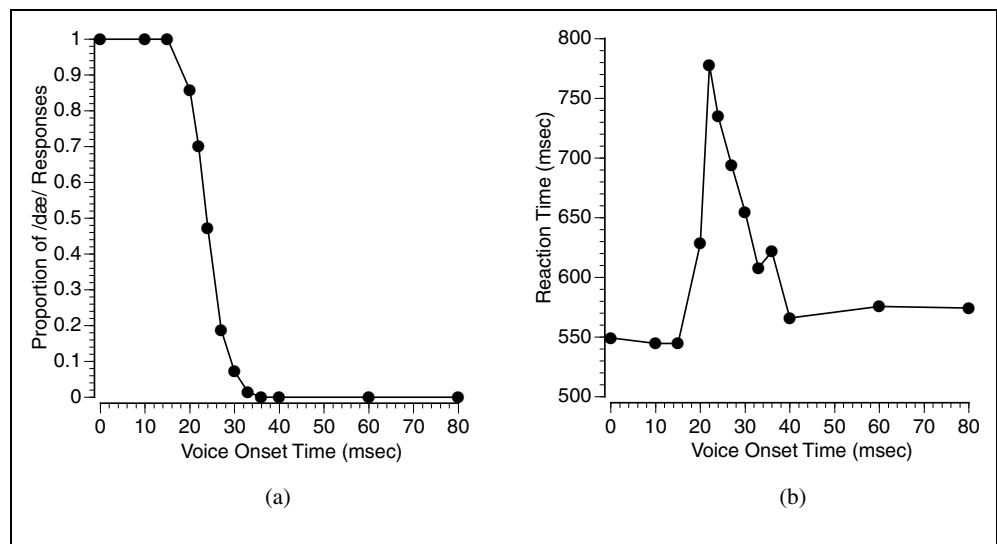 1
0.9
0.8
0.7
0.6
0.5
0.4
0.3
0.2
0.1
0
Proportion of /dæ/ Responses
0 10 20 30 40 50 60 70 80
Voice Onset Time (msec)
(a)
800
750
700
650
600
550
500
Reaction Time (msec)
0 10 20 30 40 50 60 70 80
Voice Onset Time (msec)
(b)